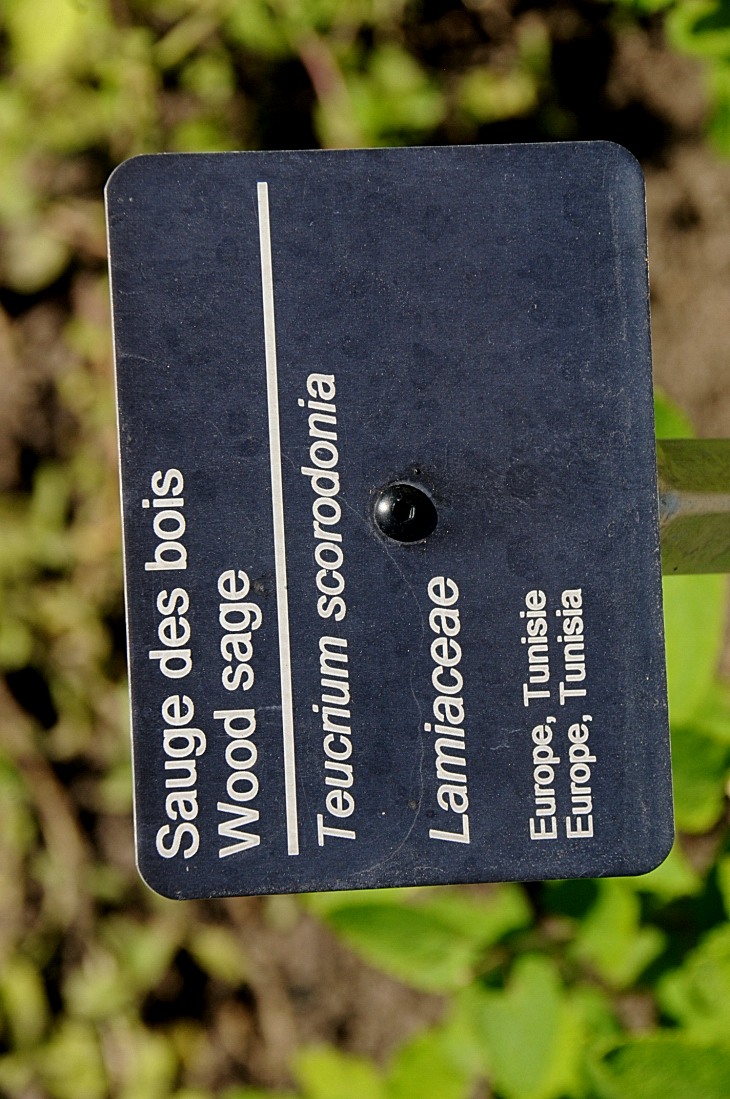 Sauge des bois
Wood sage
Teucrium scorodonia
Lamiaceae
Europe, Tunisie
Europe, Tunisia